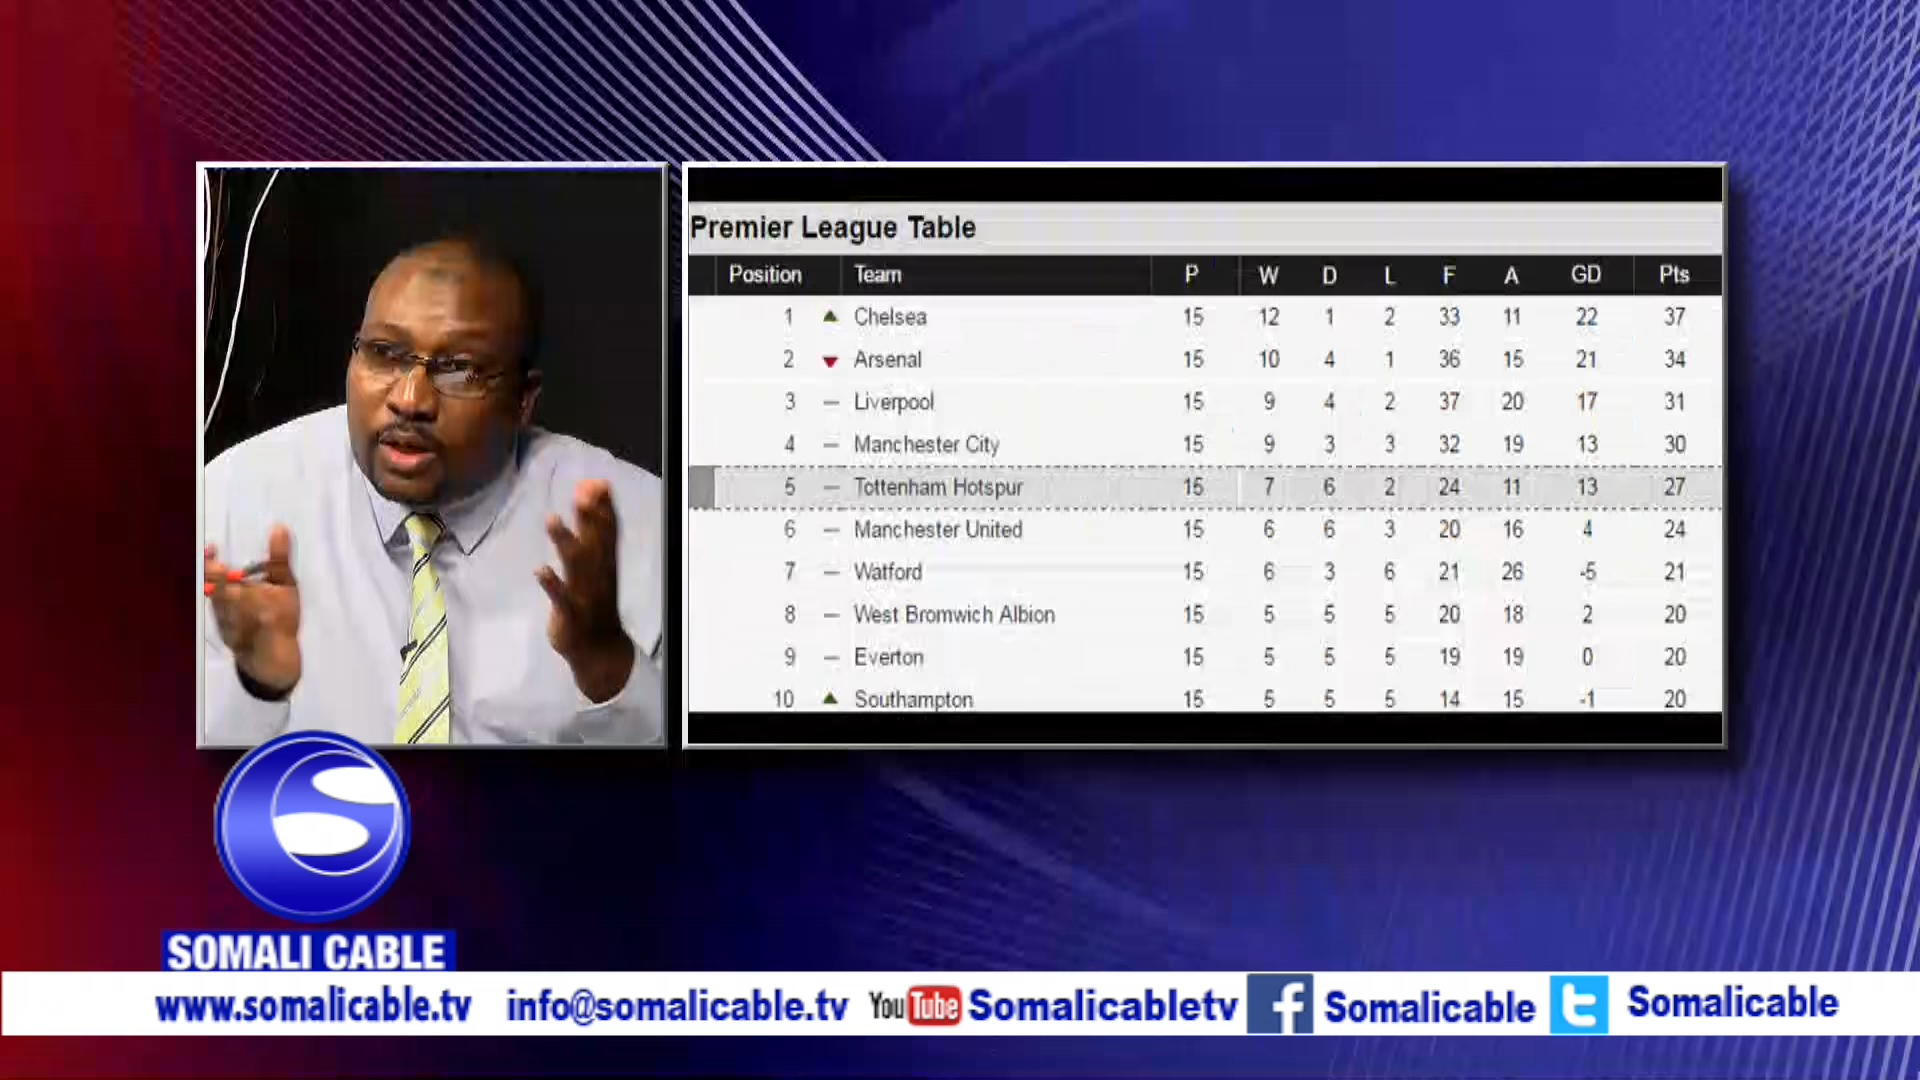 Premier League Table
Position Team P W D L F A GD Pts
1 Chelsea 15 12 1 2 33 11 22 37
2 Arsenal 15 10 4 1 36 15 21 34
3 Liverpool 15 9 4 2 37 20 17 31
4 Manchester City 15 9 3 3 32 19 13 30
5 Tottenham Hotspur 15 7 6 2 24 11 13 27
6 Manchester United 15 6 6 3 20 16 4 24
7 Watford 15 6 3 6 21 26 -5 21
8 West Bromwich Albion 15 5 5 5 20 18 2 20
9 Everton 15 5 5 5 19 19 0 20
10 Southampton 15 5 5 5 14 15 -1 20
SOMALI CABLE
www.somalicable.tv info@somalicable.tv YouTube Somalicabletv f Somalicable t Somalicable